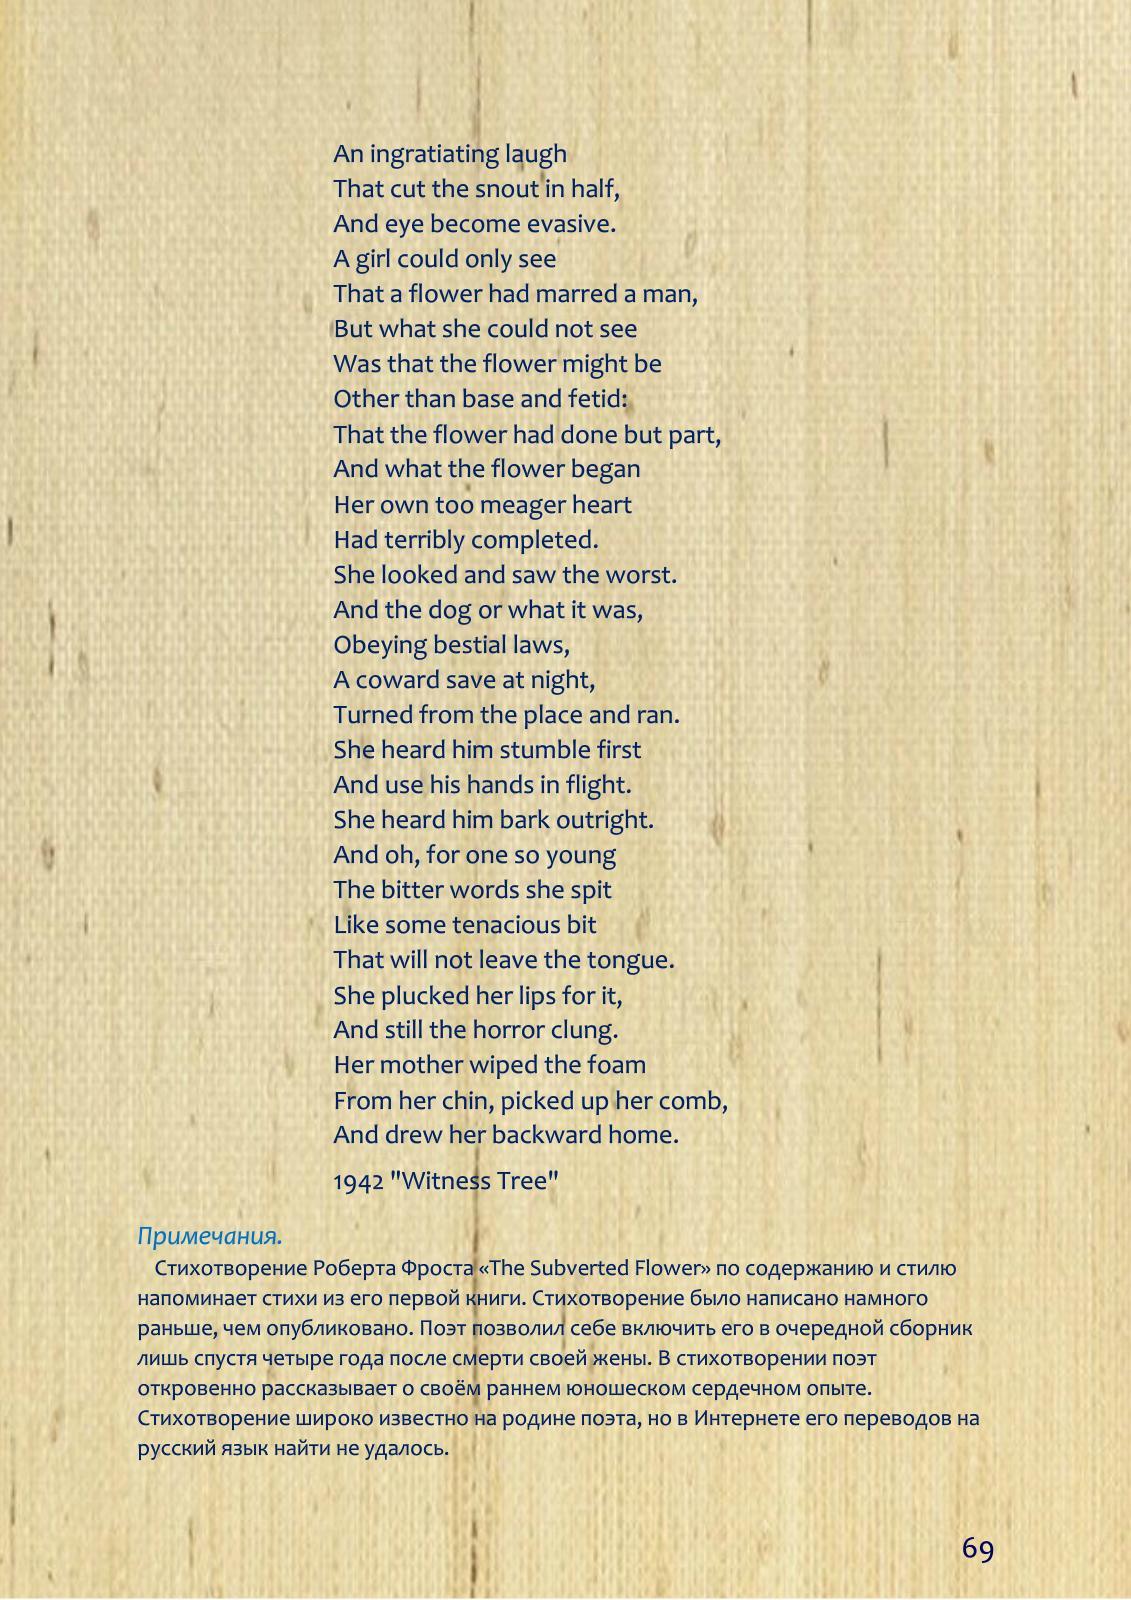 An ingratiating laugh
That cut the snout in half,
And eye become evasive.
A girl could only see
That a flower had marred a man,
But what she could not see
Was that the flower might be
Other than base and fetid:
That the flower had done but part,
And what the flower began
Her own too meager heart
Had terribly completed.
She looked and saw the worst.
And the dog or what it was,
Obeying bestial laws,
A coward save at night,
Turned from the place and ran.
She heard him stumble first
And use his hands in flight.
She heard him bark outright.
And oh, for one so young
The bitter words she spit
Like some tenacious bit
That will not leave the tongue.
She plucked her lips for it,
And still the horror clung.
Her mother wiped the foam
From her chin, picked up her comb,
And drew her backward home.
1942 "Witness Tree"
Примечания.
Стихотворение Роберта Фроста «The Subverted Flower» по содержанию и стилю
напоминает стихи из его первой книги. Стихотворение было написано намного
раньше, чем опубликовано. Поэт позволил себе включить его в очередной сборник
лишь спустя четыре года после смерти своей жены. В стихотворении поэт
откровенно рассказывает о своём раннем юношеском сердечном опыте.
Стихотворение широко известно на родине поэта, но в Интернете его переводов на
русский язык найти не удалось.
69